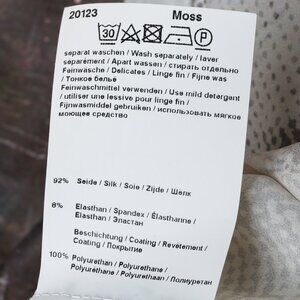 20123 Moss
30 P
separat waschen / Wash separately / laver
séparément / Apart wassen / стирать отдельно
Feinwäsche / Delicates / Linge fin / Fijne was
/ Тонкое бельё
Feinwaschmittel verwenden / Use mild detergent
/ utiliser une lessive pour linge fin /
Fijnwasmiddel gebruiken / использовать мягкое
моющее средство
92% Seide / Silk / Soie / Zijde / Шелк
8% Elasthan / Spandex / Élasthanne /
Elasthan / Эластан
Beschichtung / Coating / Revêtement /
Coating / Покрытие
100% Polyurethan / Polyurethane /
Polyuréthane / Polyurethaan / Полиуретан